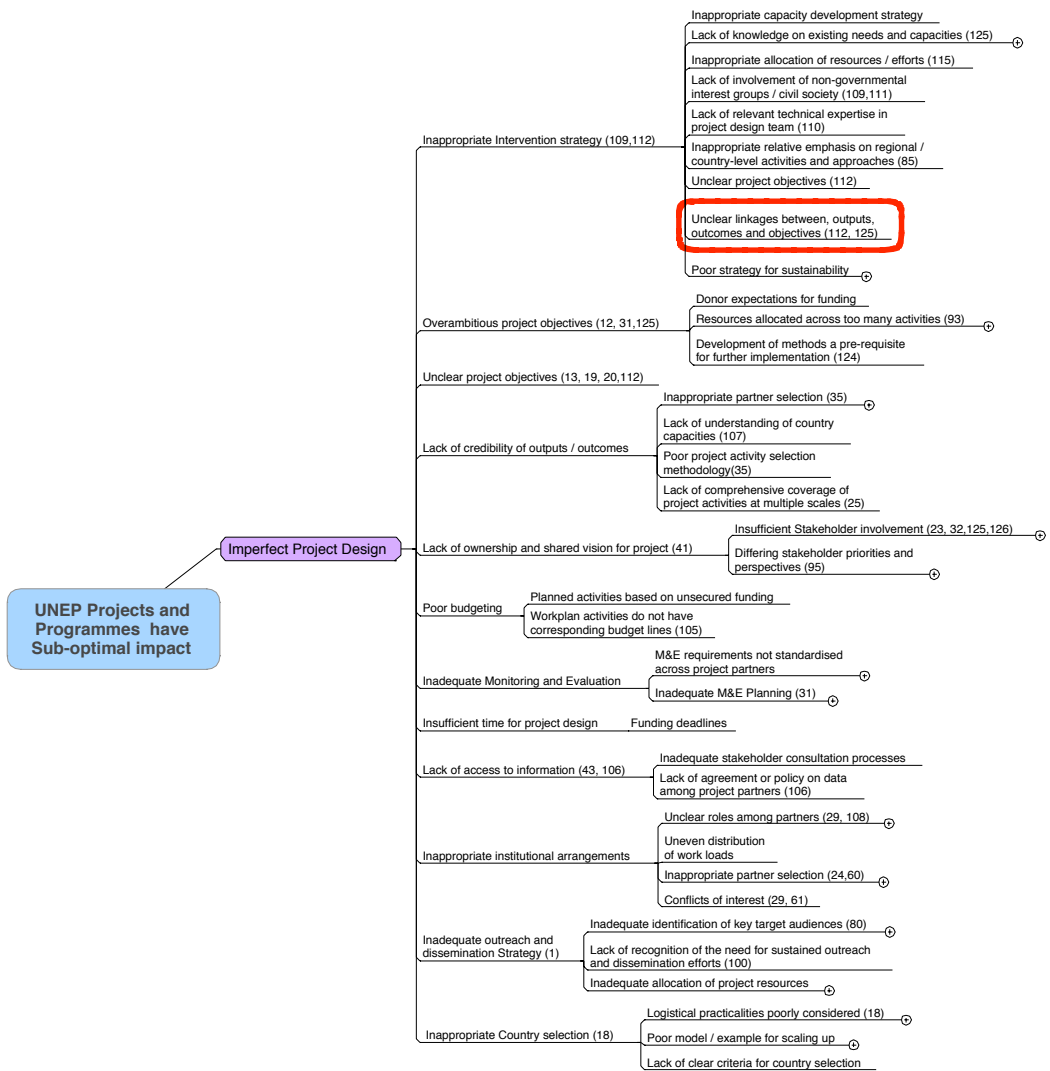 Inappropriate capacity development strategy
Lack of knowledge on existing needs and capacities (125)
Inappropriate allocation of resources / efforts (115)
Lack of involvement of non-governmental
interest groups / civil society (109,111)
Lack of relevant technical expertise in
project design team (110)
Inappropriate Intervention strategy (109,112)
Inappropriate relative emphasis on regional /
country-level activities and approaches (85)
Unclear project objectives (112)
Unclear linkages between, outputs,
outcomes and objectives (112, 125)
Poor strategy for sustainability
Donor expectations for funding
Overambitious project objectives (12, 31,125)
Resources allocated across too many activities (93)
Development of methods a pre-requisite
for further implementation (124)
Unclear project objectives (13, 19, 20,112)
Inappropriate partner selection (35)
Lack of understanding of country
capacities (107)
Lack of credibility of outputs / outcomes
Poor project activity selection
methodology(35)
Lack of comprehensive coverage of
project activities at multiple scales (25)
Imperfect Project Design
Lack of ownership and shared vision for project (41)
Insufficient Stakeholder involvement (23, 32,125,126)
Differing stakeholder priorities and
perspectives (95)
UNEP Projects and
Programmes have
Sub-optimal impact
Poor budgeting
Planned activities based on unsecured funding
Workplan activities do not have
corresponding budget lines (105)
Inadequate Monitoring and Evaluation
M&E requirements not standardised
across project partners
Inadequate M&E Planning (31)
Insufficient time for project design
Funding deadlines
Lack of access to information (43, 106)
Inadequate stakeholder consultation processes
Lack of agreement or policy on data
among project partners (106)
Unclear roles among partners (29, 108)
Uneven distribution
of work loads
Inappropriate institutional arrangements
Inappropriate partner selection (24,60)
Conflicts of interest (29, 61)
Inadequate identification of key target audiences (80)
Inadequate outreach and
dissemination Strategy (1)
Lack of recognition of the need for sustained outreach
and dissemination efforts (100)
Inadequate allocation of project resources
Logistical practicalities poorly considered (18)
Inappropriate Country selection (18)
Poor model / example for scaling up
Lack of clear criteria for country selection